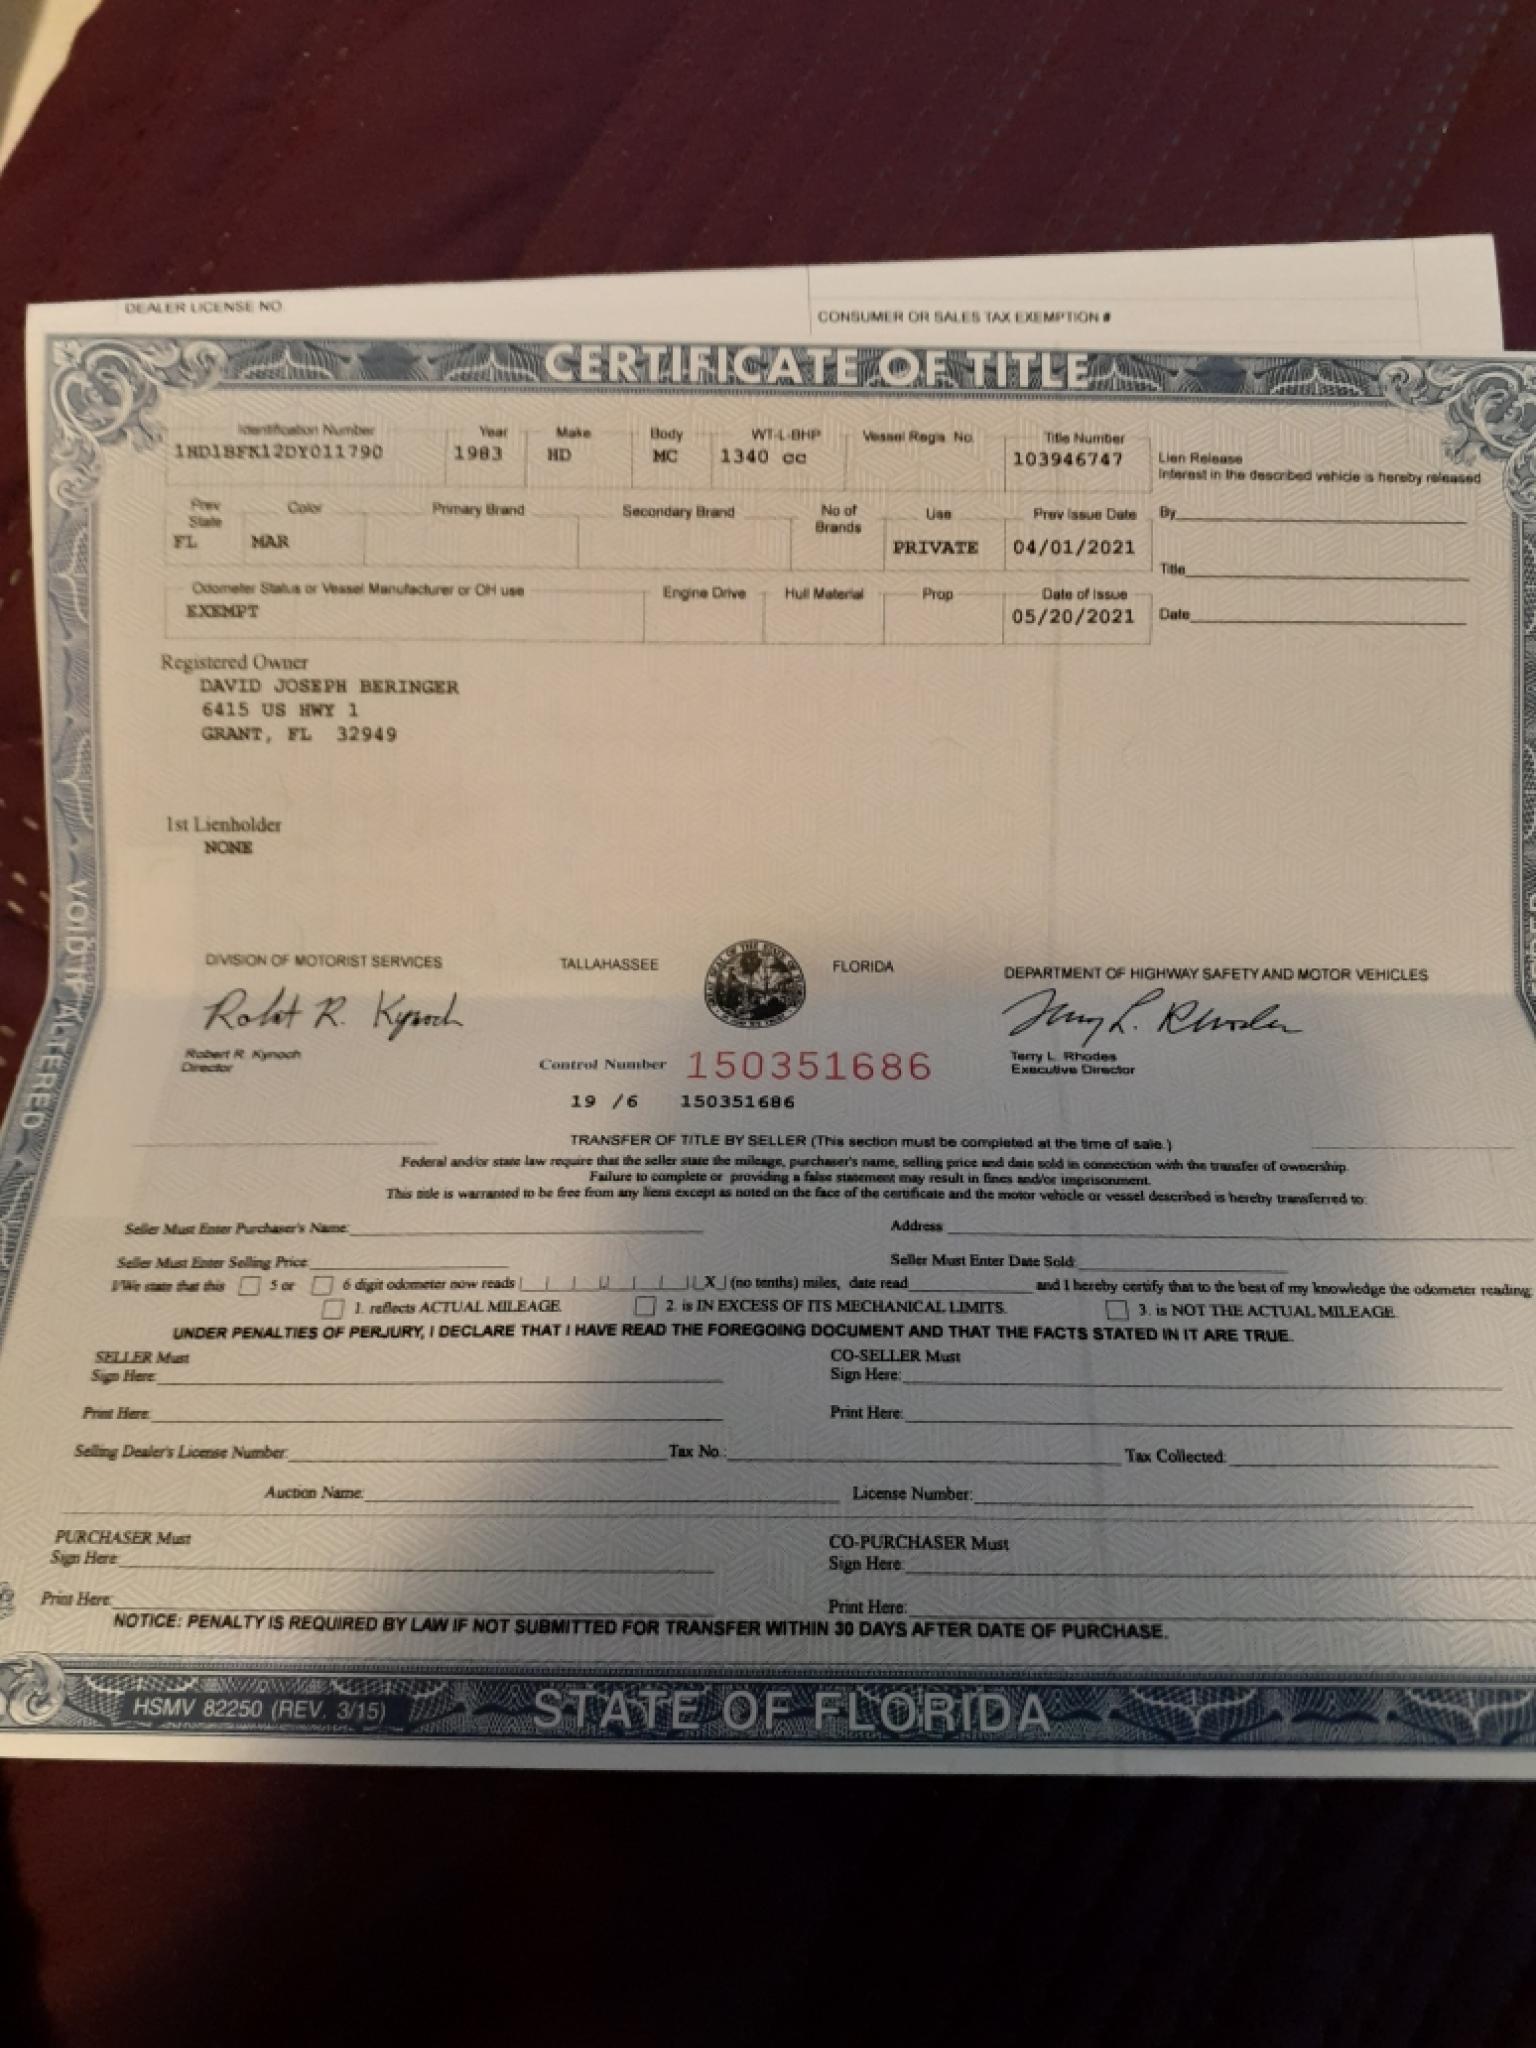 DEALER LICENSE NO.
CONSUMER OR SALES TAX EXEMPTION #
CERTIFICATE OF TITLE
Identification Number Year Make Body WT-L-BHP Vessel Regis. No. Title Number
1HD1BFK12DY011790 1983 HD MC 1340 cc 103946747
Lien Release
Interest in the described vehicle is hereby released
Prev State Color Primary Brand Secondary Brand No of Brands Use Prev Issue Date
FL MAR PRIVATE 04/01/2021
By
Title
Odometer Status or Vessel Manufacturer or OH use Engine Drive Hull Material Prop Date of Issue
EXEMPT 05/20/2021
Date
Registered Owner
DAVID JOSEPH BERINGER
6415 US HWY 1
GRANT, FL 32949
1st Lienholder
NONE
DIVISION OF MOTORIST SERVICES TALLAHASSEE FLORIDA DEPARTMENT OF HIGHWAY SAFETY AND MOTOR VEHICLES
Robert R. Kynoch
Director
Control Number 150351686
Terry L. Rhodes
Executive Director
19 /6 150351686
TRANSFER OF TITLE BY SELLER (This section must be completed at the time of sale.)
Federal and/or state law require that the seller state the mileage, purchaser's name, selling price and date sold in connection with the transfer of ownership.
Failure to complete or providing a false statement may result in fines and/or imprisonment.
This title is warranted to be free from any liens except as noted on the face of the certificate and the motor vehicle or vessel described is hereby transferred to:
Seller Must Enter Purchaser's Name: Address
Seller Must Enter Selling Price: Seller Must Enter Date Sold:
I/We state that this 5 or 6 digit odometer now reads X (no tenths) miles, date read and I hereby certify that to the best of my knowledge the odometer reading:
1. reflects ACTUAL MILEAGE. 2. is IN EXCESS OF ITS MECHANICAL LIMITS. 3. is NOT THE ACTUAL MILEAGE.
UNDER PENALTIES OF PERJURY, I DECLARE THAT I HAVE READ THE FOREGOING DOCUMENT AND THAT THE FACTS STATED IN IT ARE TRUE.
SELLER Must CO-SELLER Must
Sign Here: Sign Here:
Print Here: Print Here:
Selling Dealer's License Number: Tax No.: Tax Collected:
Auction Name: License Number:
PURCHASER Must CO-PURCHASER Must
Sign Here: Sign Here:
Print Here: Print Here:
NOTICE: PENALTY IS REQUIRED BY LAW IF NOT SUBMITTED FOR TRANSFER WITHIN 30 DAYS AFTER DATE OF PURCHASE.
HSMV 82250 (REV. 3/15) STATE OF FLORIDA
VOID IF ALTERED